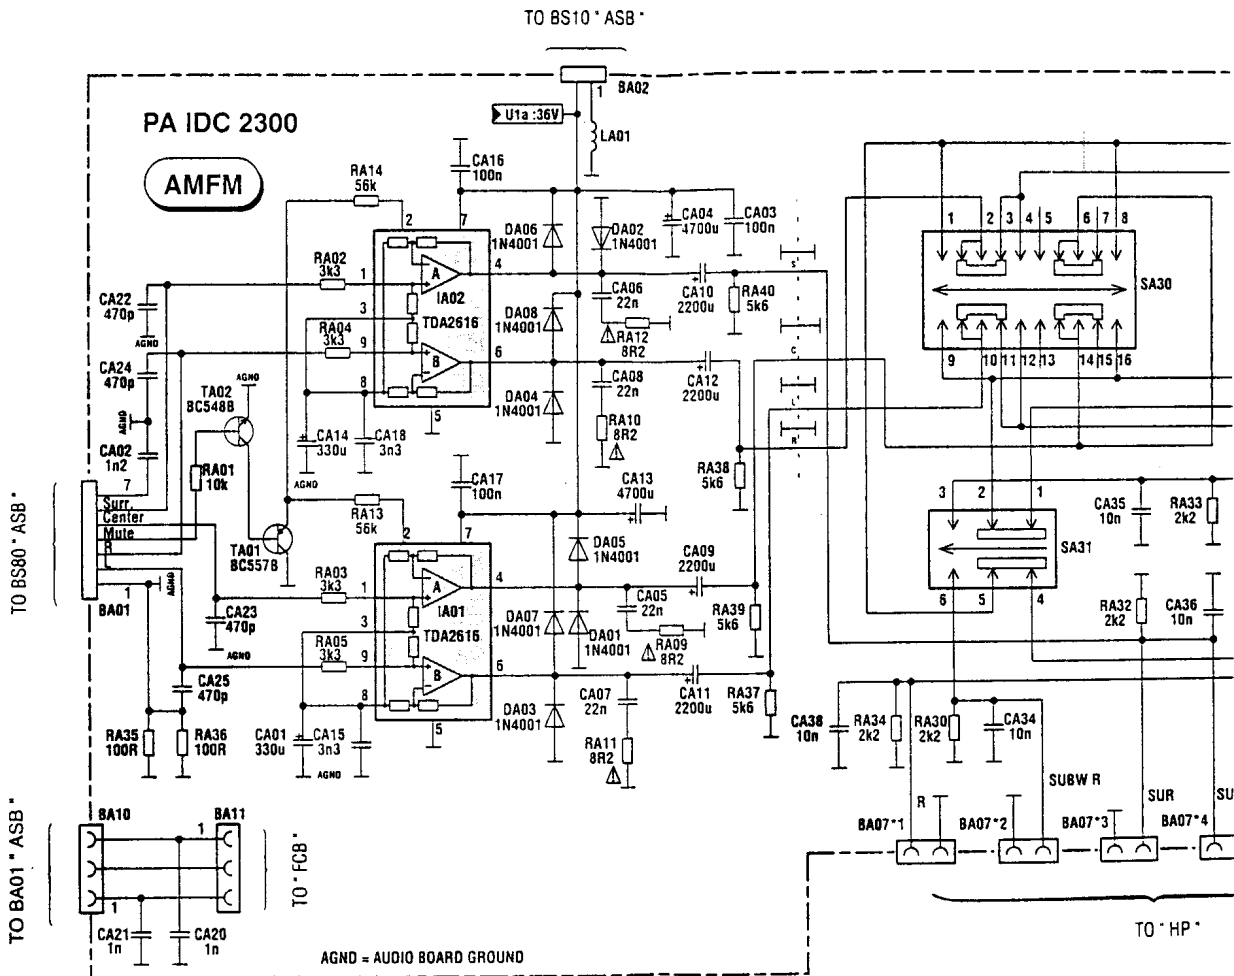 TO BS10 " ASB "
1
BA02
U1a :36V
LA01
PA IDC 2300
AMFM
RA14
56k
CA16
100n
2
7
DA06
1N4001
DA02
1N4001
CA04
4700u
CA03
100n
RA02
3k3
1
A
4
IA02
TDA2616
CA22
470p
AGND
3
DA08
1N4001
CA06
22n
RA12
8R2
CA10
2200u
RA40
5k6
S
C
L
R
RA04
3k3
9
B
6
CA24
470p
8
5
DA04
1N4001
CA08
22n
RA10
8R2
CA12
2200u
TA02
BC548B
AGND
AGND
CA02
1n2
RA01
10k
CA14
330u
CA18
3n3
AGND
RA38
5k6
1 2 3 4 5 6 7 8
SA30
9 10 11 12 13 14 15 16
TO BS80 " ASB "
7
Surr.
Center
Mute
R
L
1
BA01
AGND
TA01
BC557B
CA17
100n
RA13
56k
2
7
CA13
4700u
DA05
1N4001
3 2 1
SA31
6 5 4
CA35
10n
RA33
2k2
RA03
3k3
1
A
4
IA01
TDA2616
CA23
470p
AGND
3
DA07
1N4001
DA01
1N4001
CA05
22n
RA09
8R2
CA09
2200u
RA39
5k6
RA32
2k2
CA36
10n
RA05
3k3
9
B
6
CA25
470p
8
5
DA03
1N4001
CA07
22n
RA11
8R2
CA11
2200u
RA37
5k6
RA35
100R
RA36
100R
CA01
330u
CA15
3n3
AGND
CA38
10n
RA34
2k2
RA30
2k2
CA34
10n
R
SUBW R
SUR
SU
BA07*1
BA07*2
BA07*3
BA07*4
TO " HP "
TO BA01 " ASB "
BA10
1
BA11
1
TO " FCB "
CA21
1n
CA20
1n
AGND = AUDIO BOARD GROUND